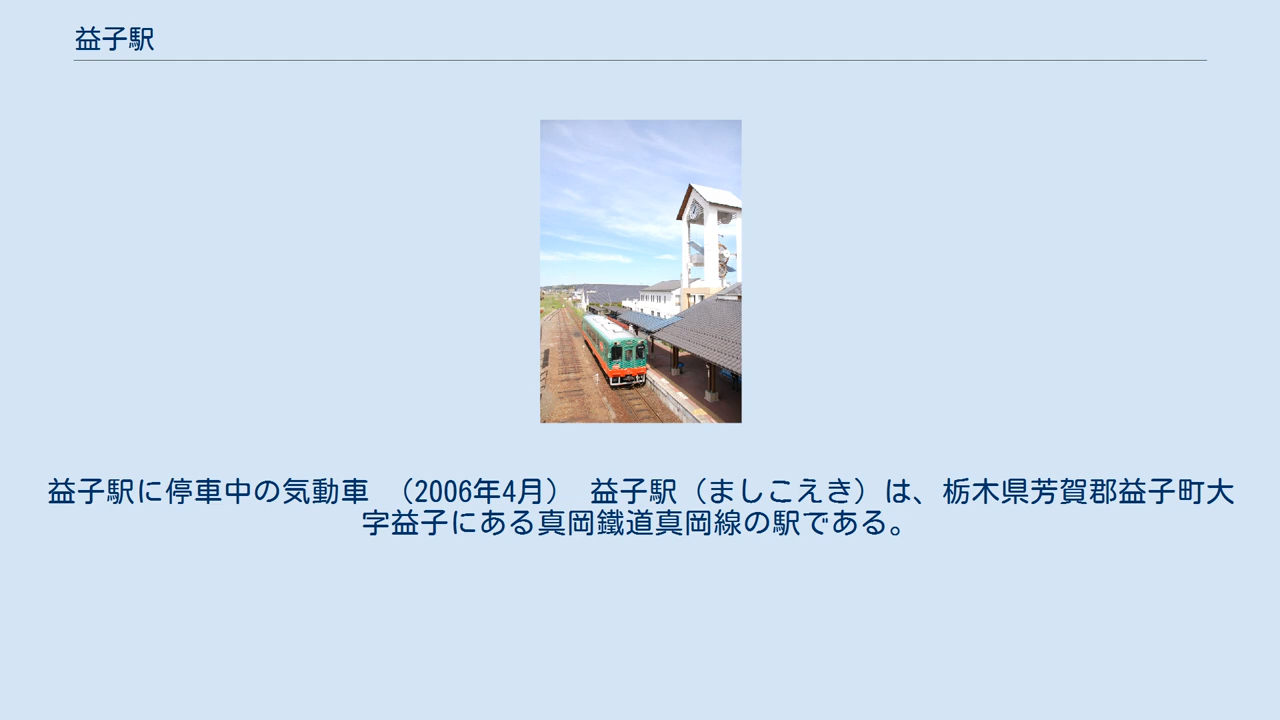 益子駅
益子駅に停車中の気動車 （2006年4月） 益子駅（ましこえき）は、栃木県芳賀郡益子町大
字益子にある真岡鐵道真岡線の駅である。